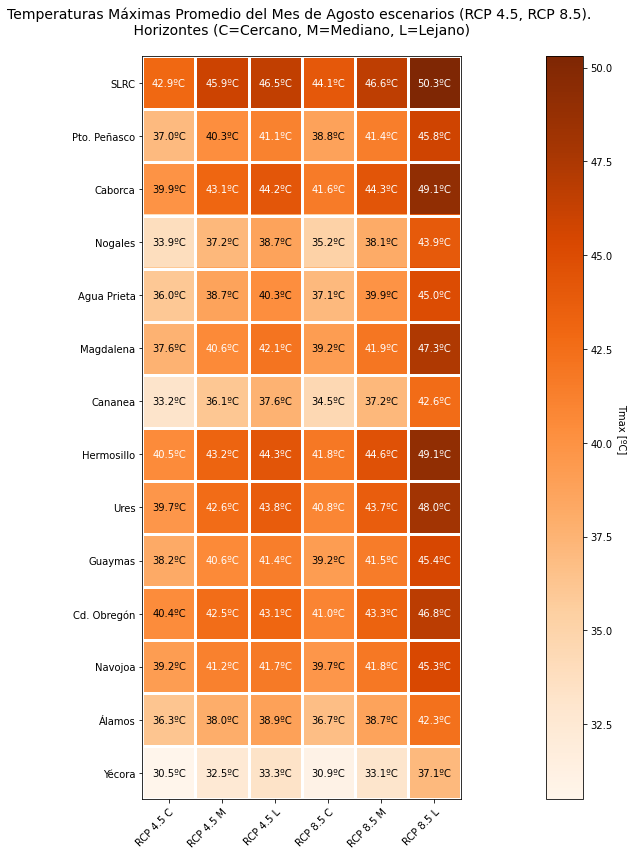 Temperaturas Máximas Promedio del Mes de Agosto escenarios (RCP 4.5, RCP 8.5).
Horizontes (C=Cercano, M=Mediano, L=Lejano)
SLRC 42.9ºC 45.9ºC 46.5ºC 44.1ºC 46.6ºC 50.3ºC
Pto. Peñasco 37.0ºC 40.3ºC 41.1ºC 38.8ºC 41.4ºC 45.8ºC
Caborca 39.9ºC 43.1ºC 44.2ºC 41.6ºC 44.3ºC 49.1ºC
Nogales 33.9ºC 37.2ºC 38.7ºC 35.2ºC 38.1ºC 43.9ºC
Agua Prieta 36.0ºC 38.7ºC 40.3ºC 37.1ºC 39.9ºC 45.0ºC
Magdalena 37.6ºC 40.6ºC 42.1ºC 39.2ºC 41.9ºC 47.3ºC
Cananea 33.2ºC 36.1ºC 37.6ºC 34.5ºC 37.2ºC 42.6ºC
Hermosillo 40.5ºC 43.2ºC 44.3ºC 41.8ºC 44.6ºC 49.1ºC
Ures 39.7ºC 42.6ºC 43.8ºC 40.8ºC 43.7ºC 48.0ºC
Guaymas 38.2ºC 40.6ºC 41.4ºC 39.2ºC 41.5ºC 45.4ºC
Cd. Obregón 40.4ºC 42.5ºC 43.1ºC 41.0ºC 43.3ºC 46.8ºC
Navojoa 39.2ºC 41.2ºC 41.7ºC 39.7ºC 41.8ºC 45.3ºC
Álamos 36.3ºC 38.0ºC 38.9ºC 36.7ºC 38.7ºC 42.3ºC
Yécora 30.5ºC 32.5ºC 33.3ºC 30.9ºC 33.1ºC 37.1ºC
RCP 4.5 C RCP 4.5 M RCP 4.5 L RCP 8.5 C RCP 8.5 M RCP 8.5 L
50.0
47.5
45.0
42.5
40.0
37.5
35.0
32.5
Tmax [ºC]